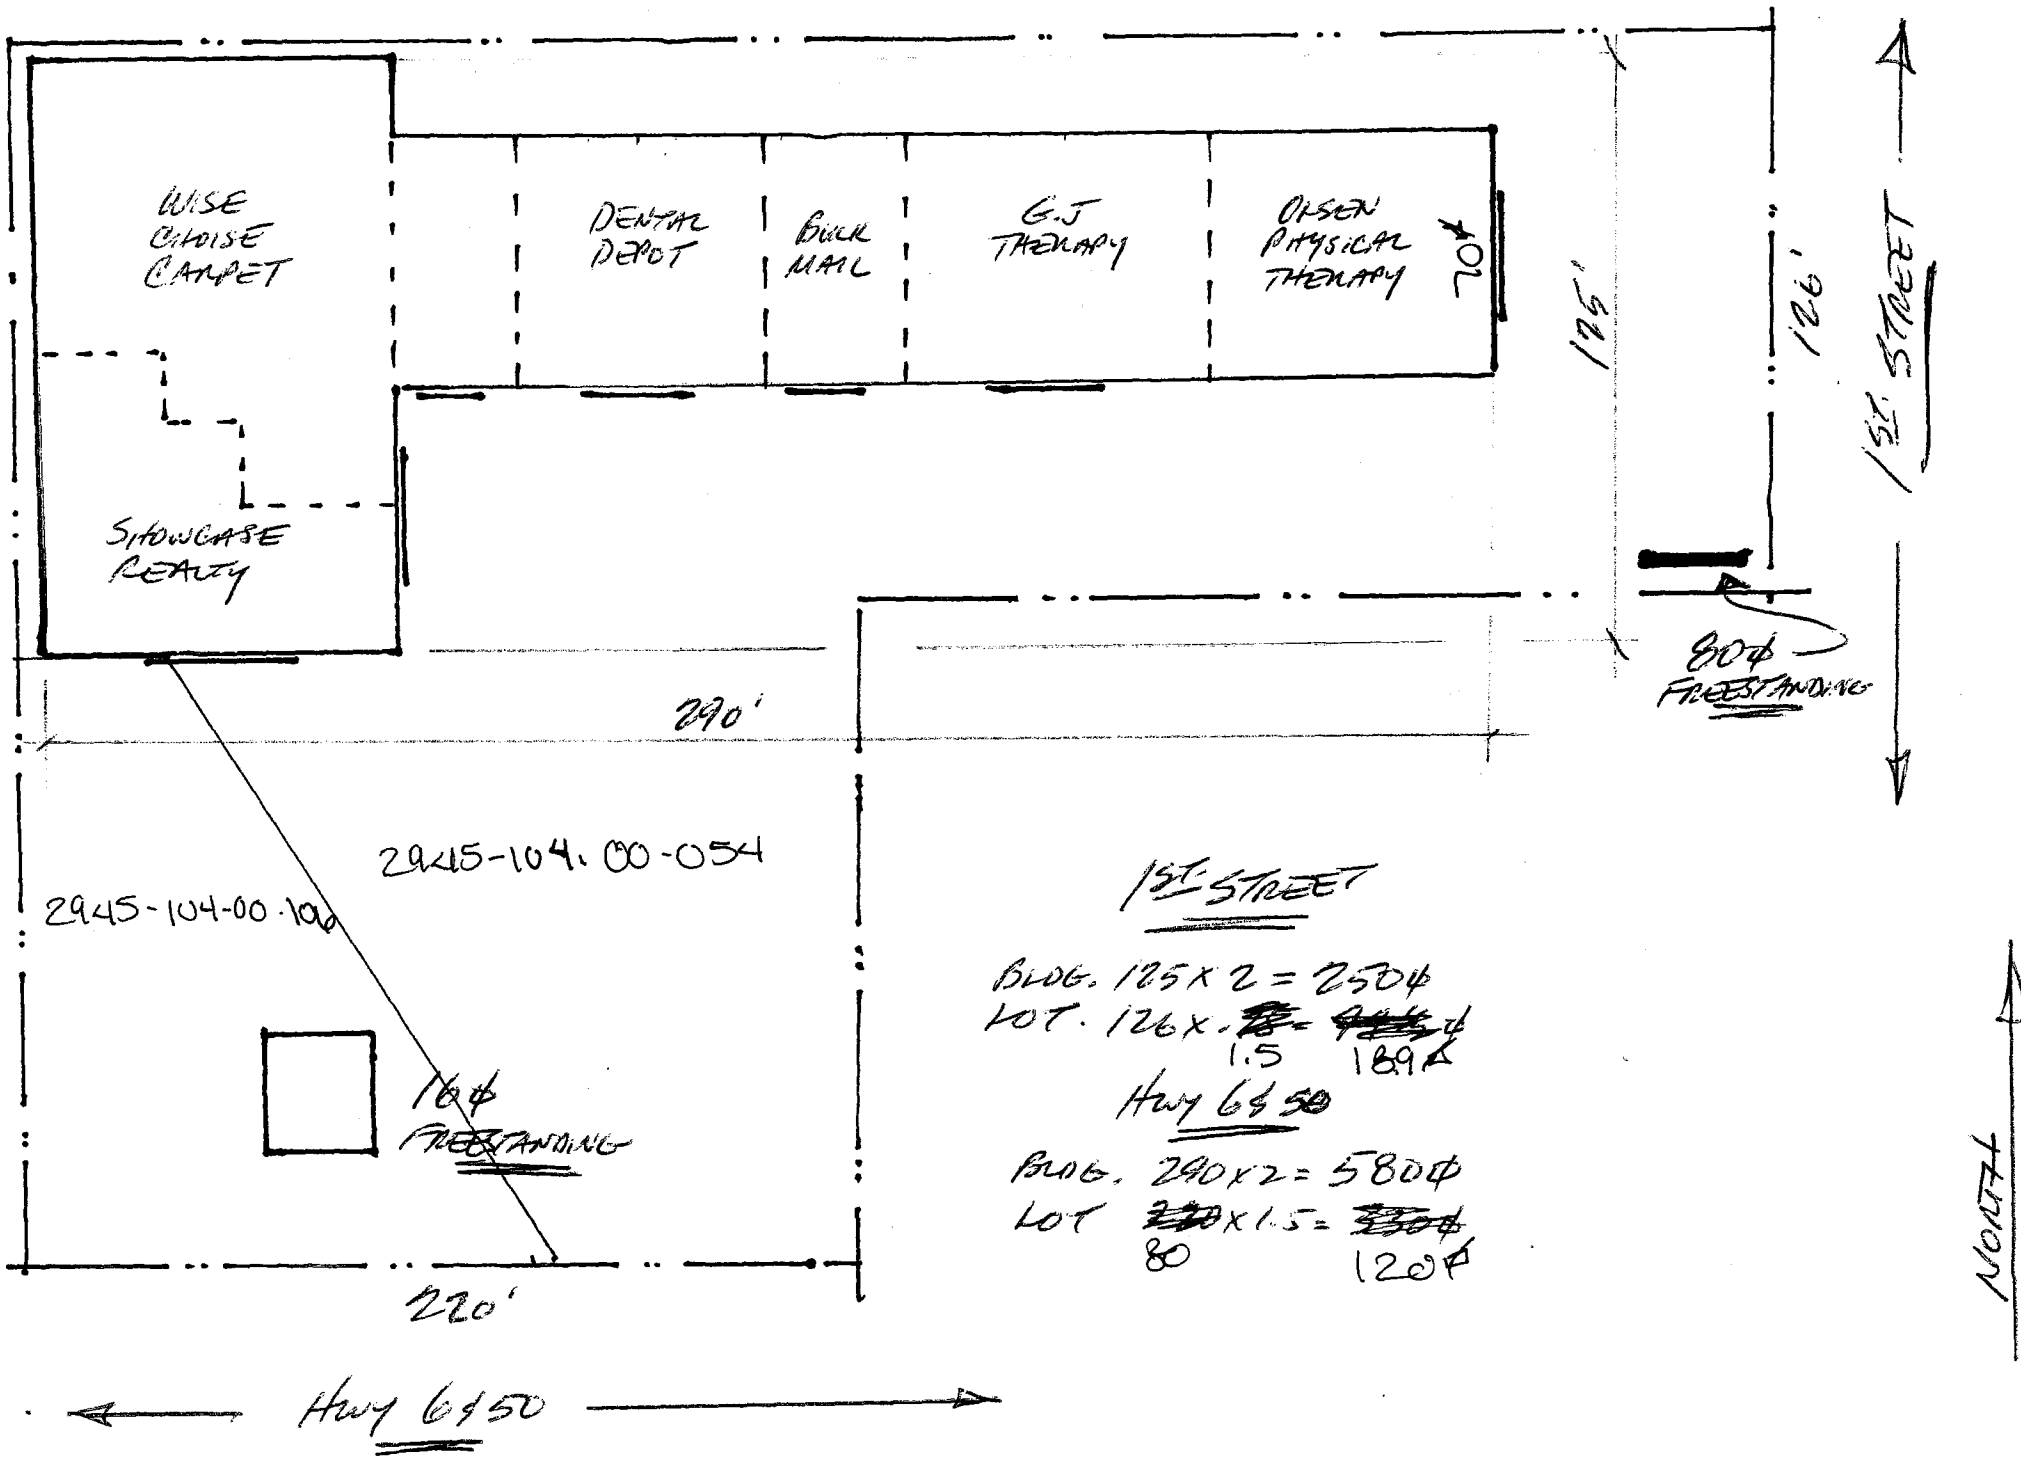 WISE
CHOISE
CARPET
DENTAL
DEPOT
BULK
MAIL
G.J
THERAPY
OLSEN
PHYSICAL
THERAPY
70⌀
125'
126'
1ST. STREET
SHOWCASE
REALTY
80⌀
FREESTANDING
290'
2945-104-00-054
2945-104-00-106
16⌀
FREESTANDING
220'
HWY 6 & 50
1ST. STREET
BLDG. 125 X 2 = 250⌀
LOT. 126 X
1.5 189⌀
HWY 6 & 50
BLDG. 290 X 2 = 580⌀
LOT X 1.5 =
80 120⌀
NORTH